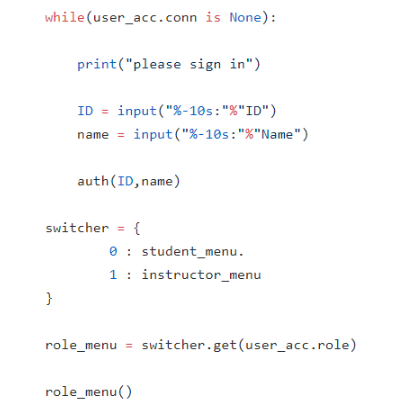 while(user_acc.conn is None):
print("please sign in")
ID = input("%-10s:"%"ID")
name = input("%-10s:"%"Name")
auth(ID,name)
switcher = {
0 : student_menu.
1 : instructor_menu
}
role_menu = switcher.get(user_acc.role)
role_menu()